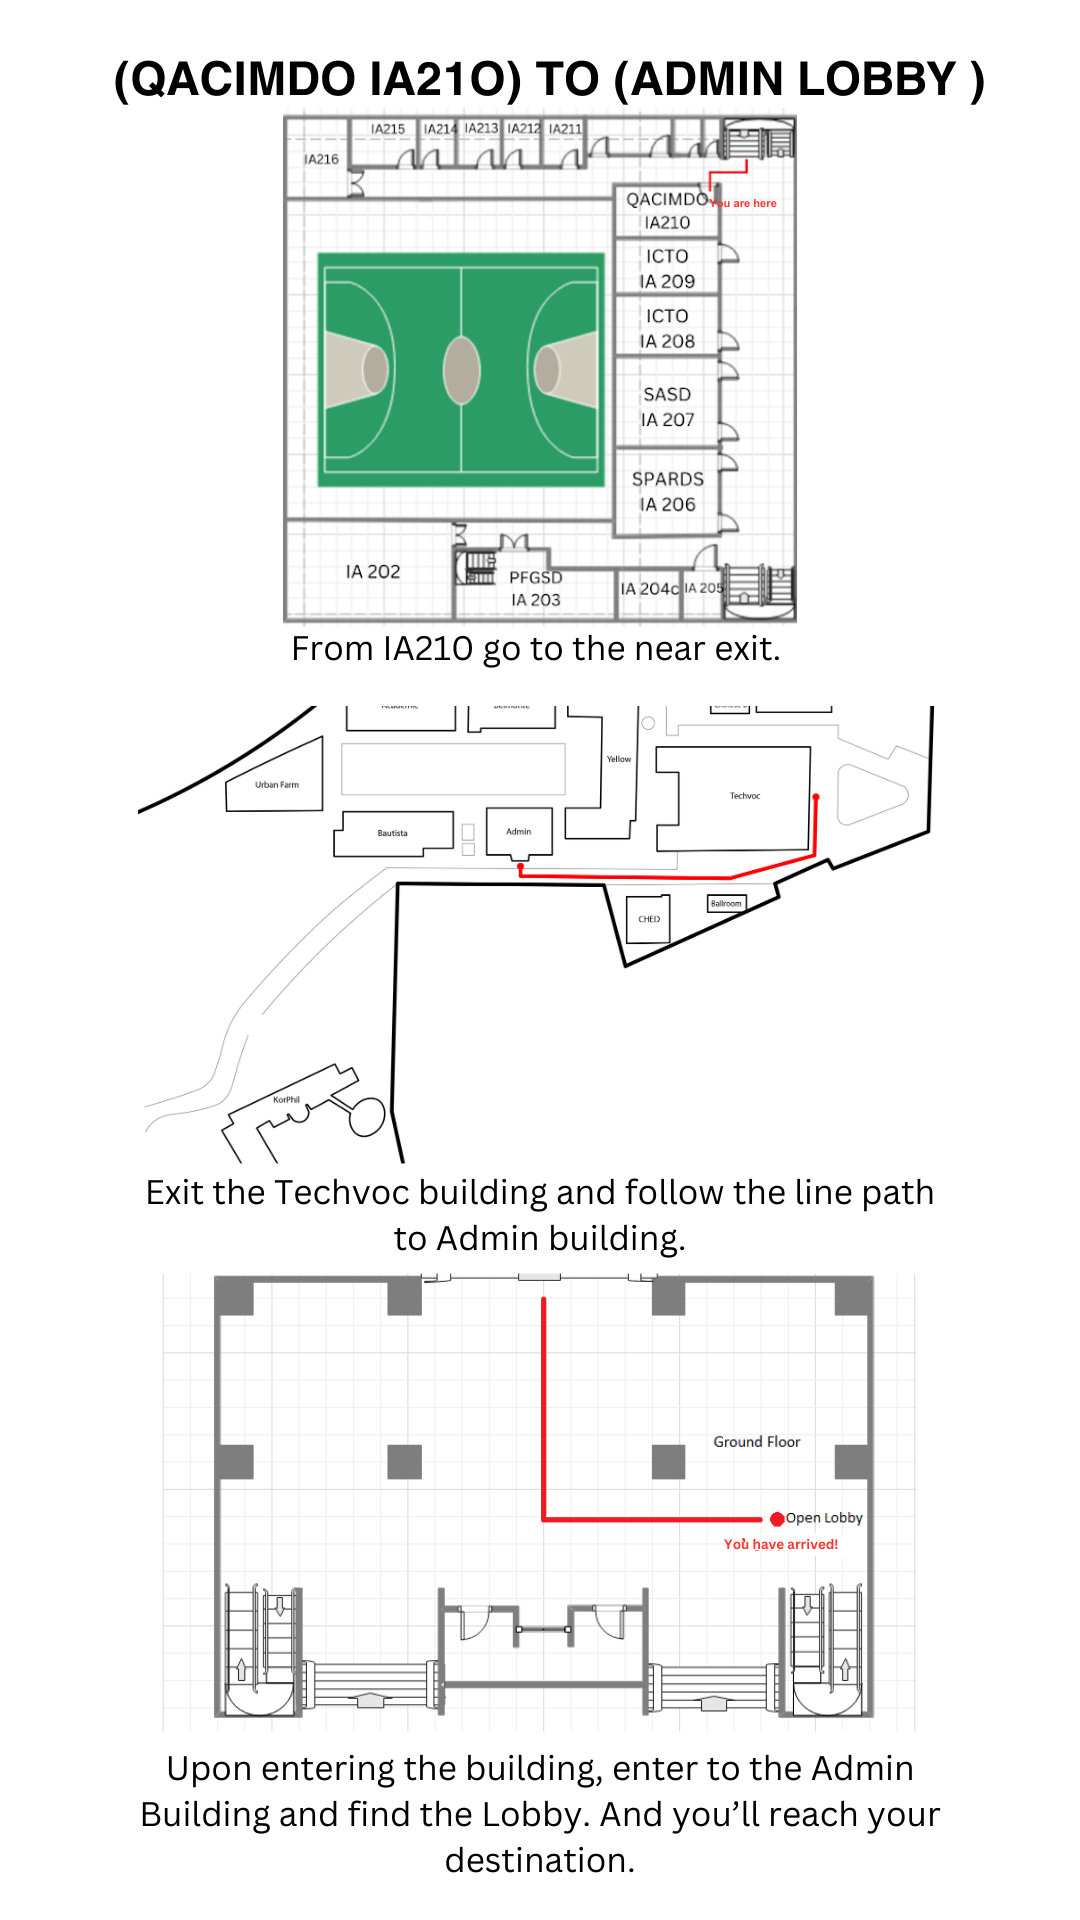 (QACIMDO IA21O) TO (ADMIN LOBBY )
IA215
IA214
IA213
IA212
IA211
IA216
QACIMDO
IA210
You are here
ICTO
IA 209
ICTO
IA 208
SASD
IA 207
SPARDS
IA 206
IA 202
PFGSD
IA 203
IA 204c
IA 205
From IA210 go to the near exit.
Academic
Belmonte
Yellow
Urban Farm
Techvoc
Bautista
Admin
CHED
Ballroom
KorPhil
Exit the Techvoc building and follow the line path
to Admin building.
Ground Floor
Open Lobby
You have arrived!
Upon entering the building, enter to the Admin
Building and find the Lobby. And you’ll reach your
destination.